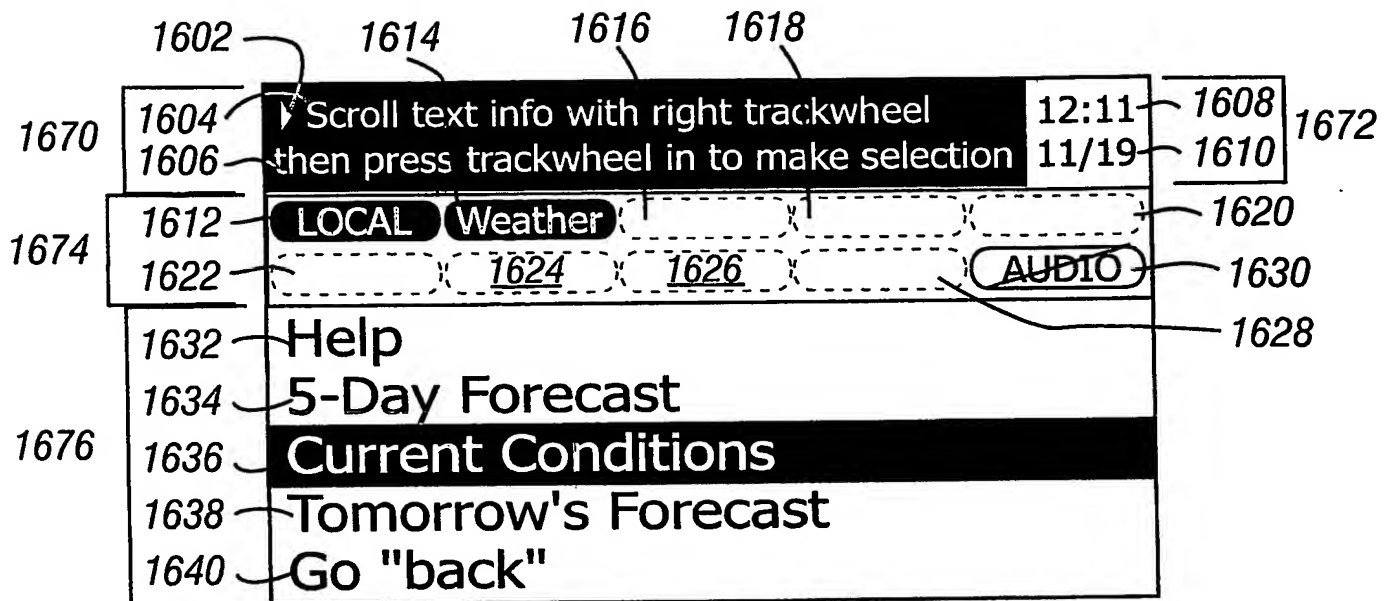 1602 1614 1616 1618
1670 1604 Scroll text info with right trackwheel 12:11 1608 1672
1606 then press trackwheel in to make selection 11/19 1610
1674 1612 LOCAL Weather 1620
1622 1624 1626 AUDIO 1630
1628
1632 Help
1634 5-Day Forecast
1676 1636 Current Conditions
1638 Tomorrow's Forecast
1640 Go "back"